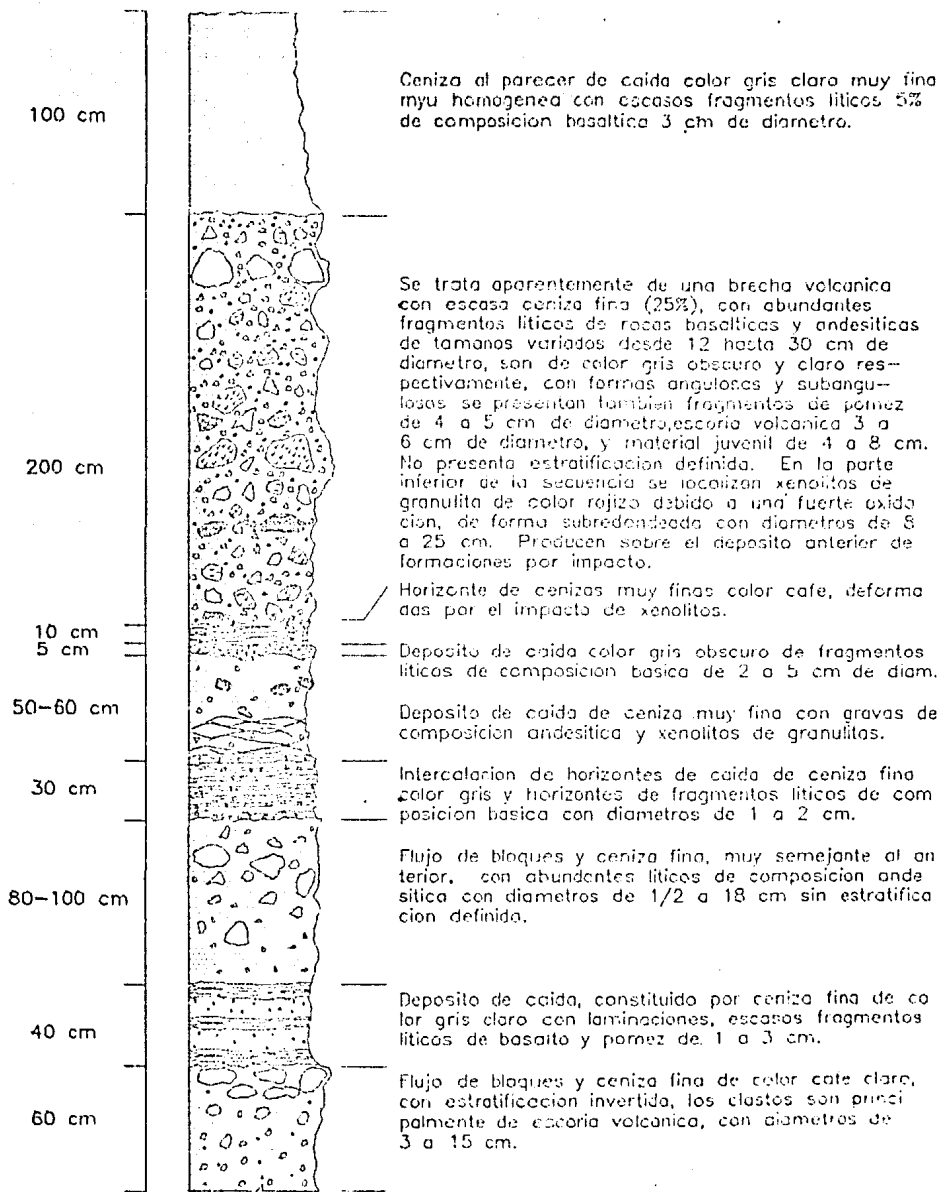 100 cm
Ceniza al parecer de caida color gris claro muy fina
myu homogenea con escasos fragmentos liticos 5%
de composicion basaltica 3 cm de diametro.
200 cm
Se trata aparentemente de una brecha volcanica
con escasa ceniza fina (25%), con abundantes
fragmentos liticos de rocas basalticas y andesiticas
de tamanos variados desde 12 hasta 30 cm de
diametro, son de color gris obscuro y claro res-
pectivamente, con formas angulosas y subangu-
losas se presentan tambien fragmentos de pomez
de 4 a 5 cm de diametro,escoria volcanica 3 a
6 cm de diametro, y material juvenil de 4 a 8 cm.
No presenta estratificacion definida. En la parte
inferior de la secuencia se localizan xenolitos de
granulita de color rojizo debido a una fuerte oxida
cion, de forma subredondeada con diametros de 8
a 25 cm. Producen sobre el deposito anterior de
formaciones por impacto.
10 cm
Horizonte de cenizas muy finas color cafe, deforma
das por el impacto de xenolitos.
5 cm
Deposito de caida color gris obscuro de fragmentos
liticos de composicion basica de 2 a 5 cm de diam.
50-60 cm
Deposito de caida de ceniza muy fina con gravas de
composicion andesitica y xenolitos de granulitas.
30 cm
Intercalacion de horizontes de caida de ceniza fina
color gris y horizontes de fragmentos liticos de com
posicion basica con diametros de 1 a 2 cm.
80-100 cm
Flujo de bloques y ceniza fina, muy semejante al an
terior, con abundentes liticos de composicion ande
sitica con diametros de 1/2 a 18 cm sin estratifica
cion definida.
40 cm
Deposito de caida, constituido por ceniza fina de co
lor gris claro con laminaciones, escasos fragmentos
liticos de basalto y pomez de 1 a 3 cm.
60 cm
Flujo de bloques y ceniza fina de color cafe claro,
con estratificacion invertida, los clastos son princi
palmente de escoria volcanica, con diametros de
3 a 15 cm.